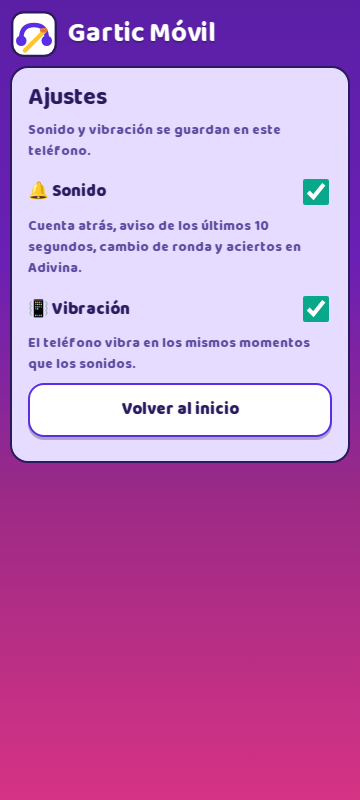 Gartic Móvil
Ajustes
Sonido y vibración se guardan en este
teléfono.
🔔 Sonido
Cuenta atrás, aviso de los últimos 10
segundos, cambio de ronda y aciertos en
Adivina.
📳 Vibración
El teléfono vibra en los mismos momentos
que los sonidos.
Volver al inicio